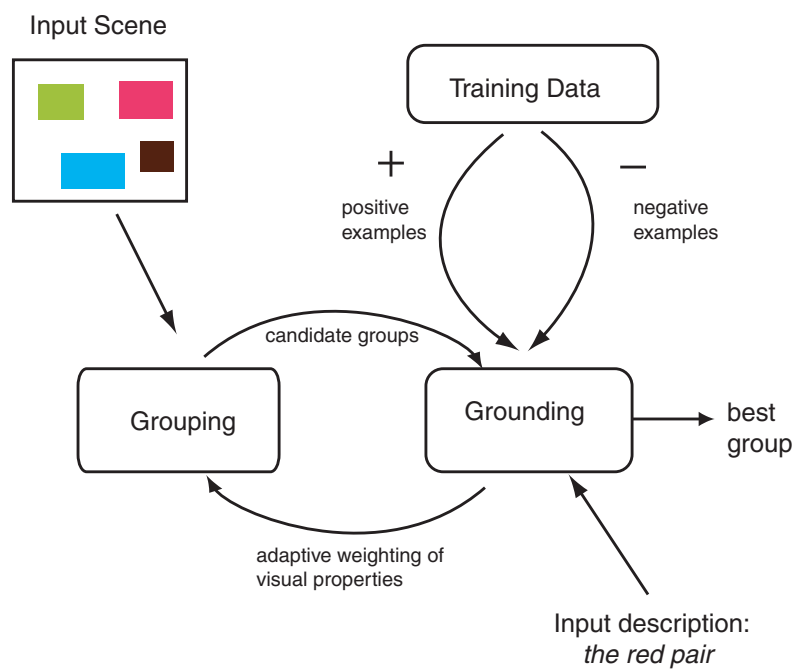 Input Scene
Training Data
+
−
positive
examples
negative
examples
candidate groups
Grouping
Grounding
best
group
adaptive weighting of
visual properties
Input description:
the red pair